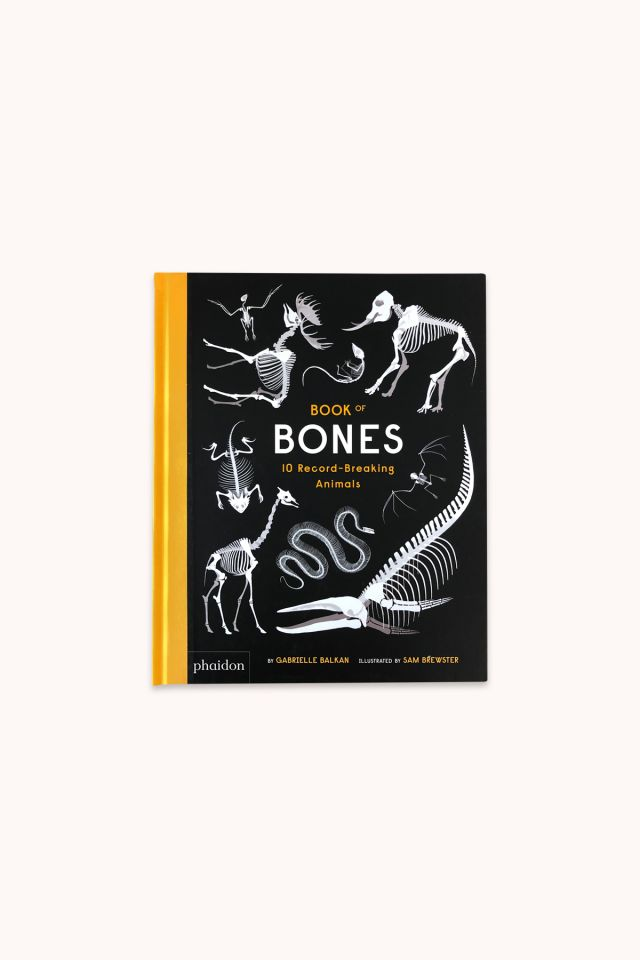 BOOK OF
BONES
10 Record-Breaking
Animals
BY GABRIELLE BALKAN ILLUSTRATED BY SAM BREWSTER
phaidon